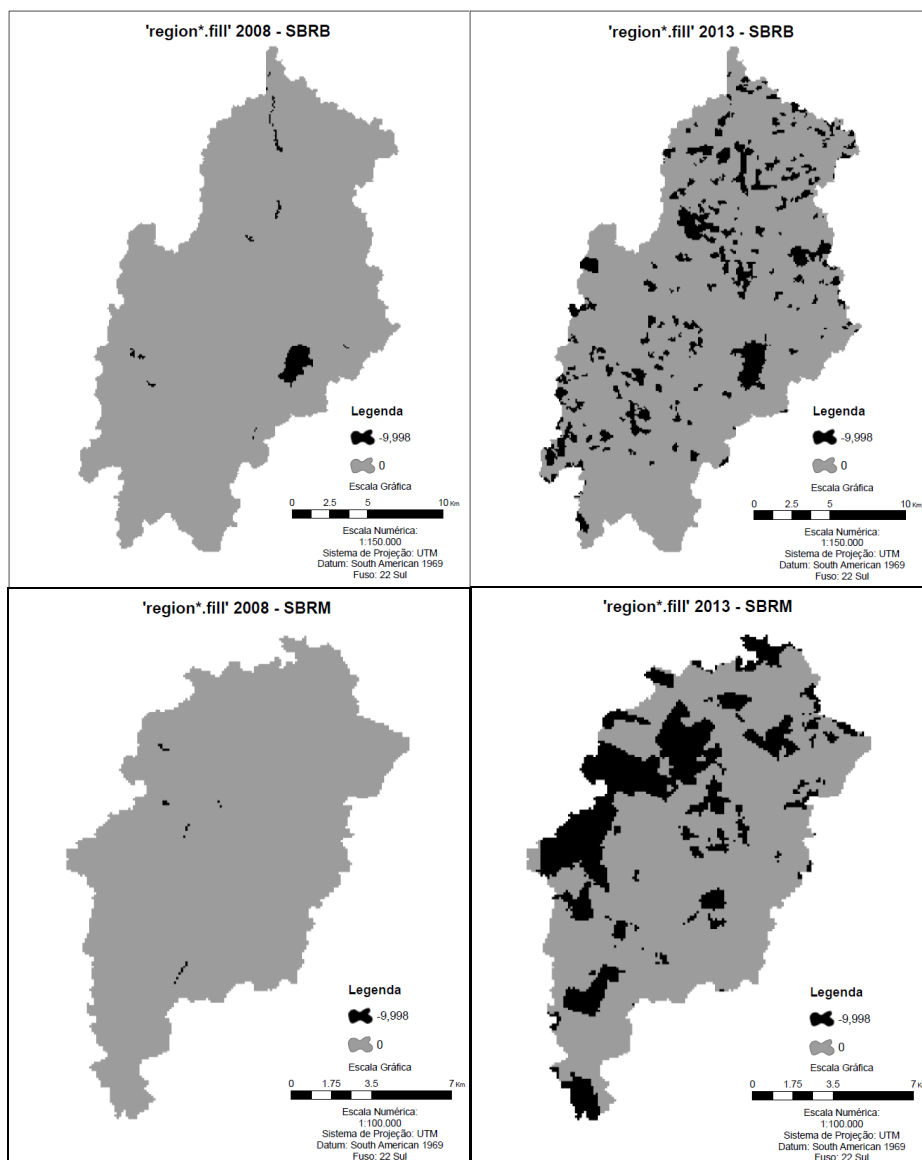 'region*.fill' 2008 - SBRB
Legenda
-9,998
0
Escala Gráfica
0 2.5 5 10 Km
Escala Numérica:
1:150.000
Sistema de Projeção: UTM
Datum: South American 1969
Fuso: 22 Sul
'region*.fill' 2013 - SBRB
Legenda
-9,998
0
Escala Gráfica
0 2.5 5 10 Km
Escala Numérica:
1:150.000
Sistema de Projeção: UTM
Datum: South American 1969
Fuso: 22 Sul
'region*.fill' 2008 - SBRM
Legenda
-9,998
0
Escala Gráfica
0 1.75 3.5 7 Km
Escala Numérica:
1:100.000
Sistema de Projeção: UTM
Datum: South American 1969
Fuso: 22 Sul
'region*.fill' 2013 - SBRM
Legenda
-9,998
0
Escala Gráfica
0 1.75 3.5 7 Km
Escala Numérica:
1:100.000
Sistema de Projeção: UTM
Datum: South American 1969
Fuso: 22 Sul